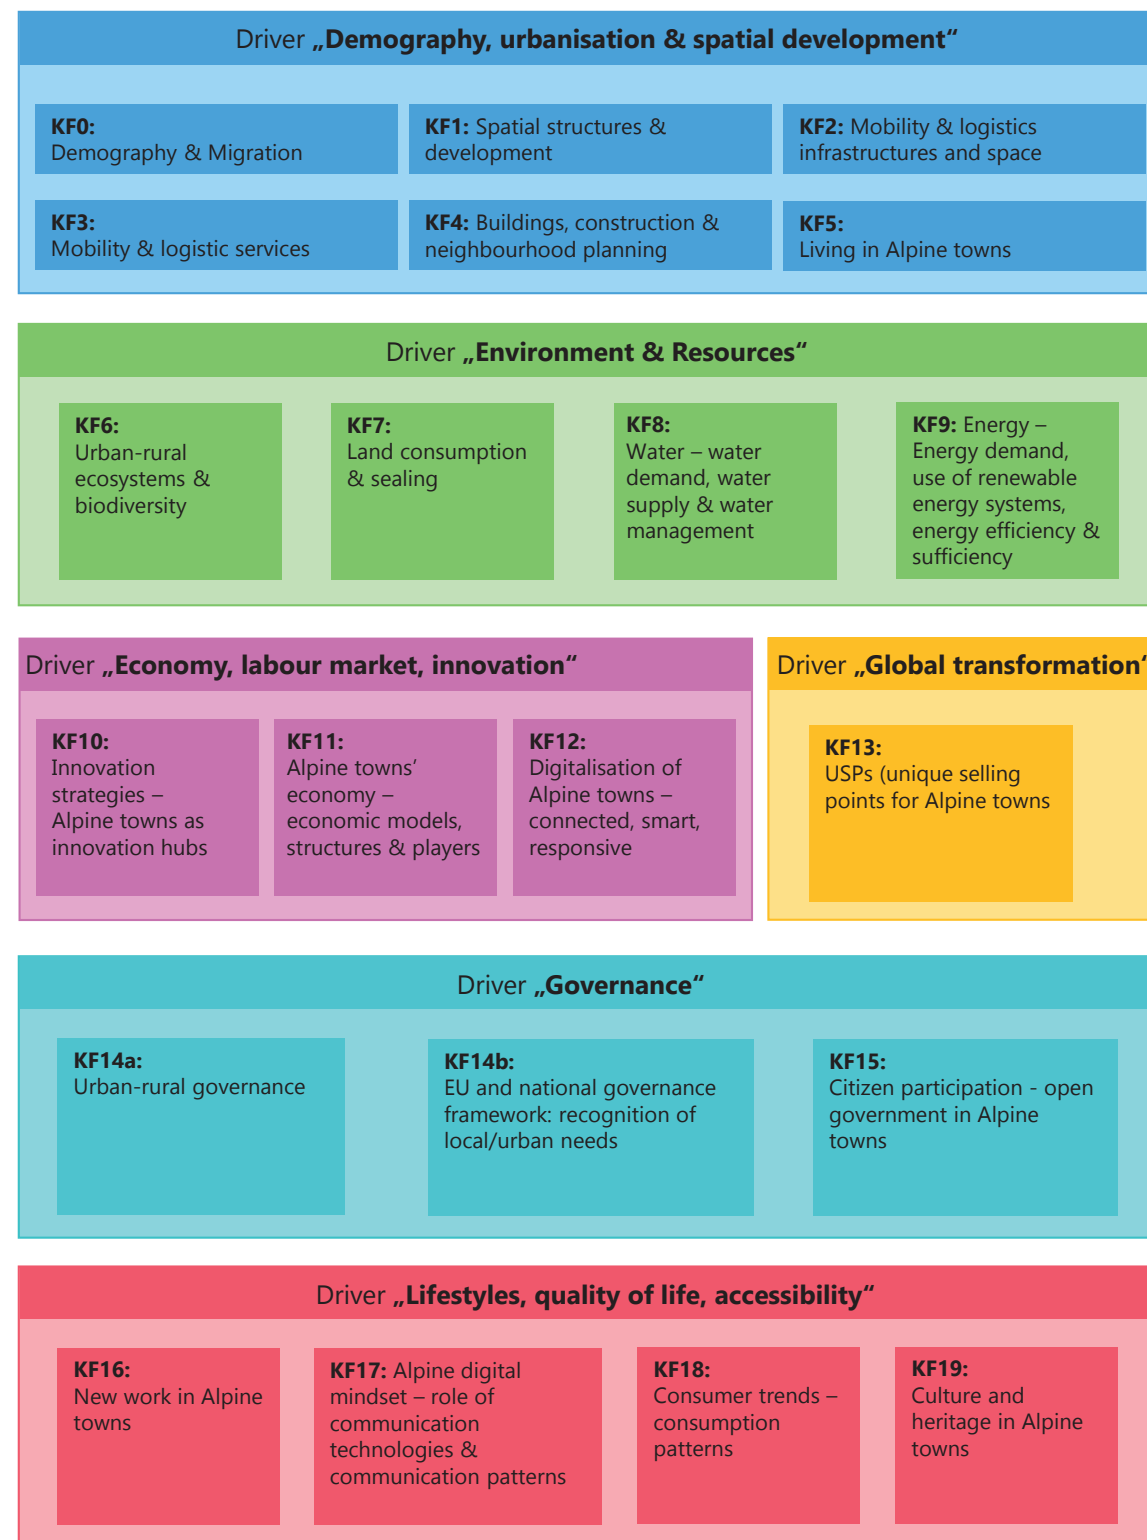 Driver „Demography, urbanisation & spatial development“
KF0:
Demography & Migration
KF1: Spatial structures &
development
KF2: Mobility & logistics
infrastructures and space
KF3:
Mobility & logistic services
KF4: Buildings, construction &
neighbourhood planning
KF5:
Living in Alpine towns
Driver „Environment & Resources“
KF6:
Urban-rural
ecosystems &
biodiversity
KF7:
Land consumption
& sealing
KF8:
Water – water
demand, water
supply & water
management
KF9: Energy –
Energy demand,
use of renewable
energy systems,
energy efficiency &
sufficiency
Driver „Economy, labour market, innovation“
KF10:
Innovation
strategies –
Alpine towns as
innovation hubs
KF11:
Alpine towns’
economy –
economic models,
structures & players
KF12:
Digitalisation of
Alpine towns –
connected, smart,
responsive
Driver „Global transformation“
KF13:
USPs (unique selling
points for Alpine towns
Driver „Governance“
KF14a:
Urban-rural governance
KF14b:
EU and national governance
framework: recognition of
local/urban needs
KF15:
Citizen participation - open
government in Alpine
towns
Driver „Lifestyles, quality of life, accessibility“
KF16:
New work in Alpine
towns
KF17: Alpine digital
mindset – role of
communication
technologies &
communication patterns
KF18:
Consumer trends –
consumption
patterns
KF19:
Culture and
heritage in Alpine
towns